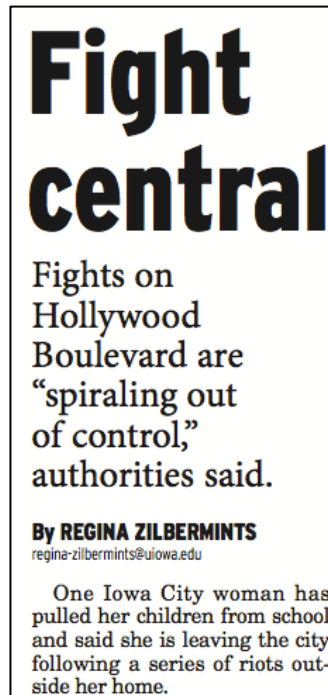 Fight
central
Fights on
Hollywood
Boulevard are
“spiraling out
of control,”
authorities said.
By REGINA ZILBERMINTS
regina-zilbermints@uiowa.edu
One Iowa City woman has
pulled her children from school
and said she is leaving the city
following a series of riots out-
side her home.